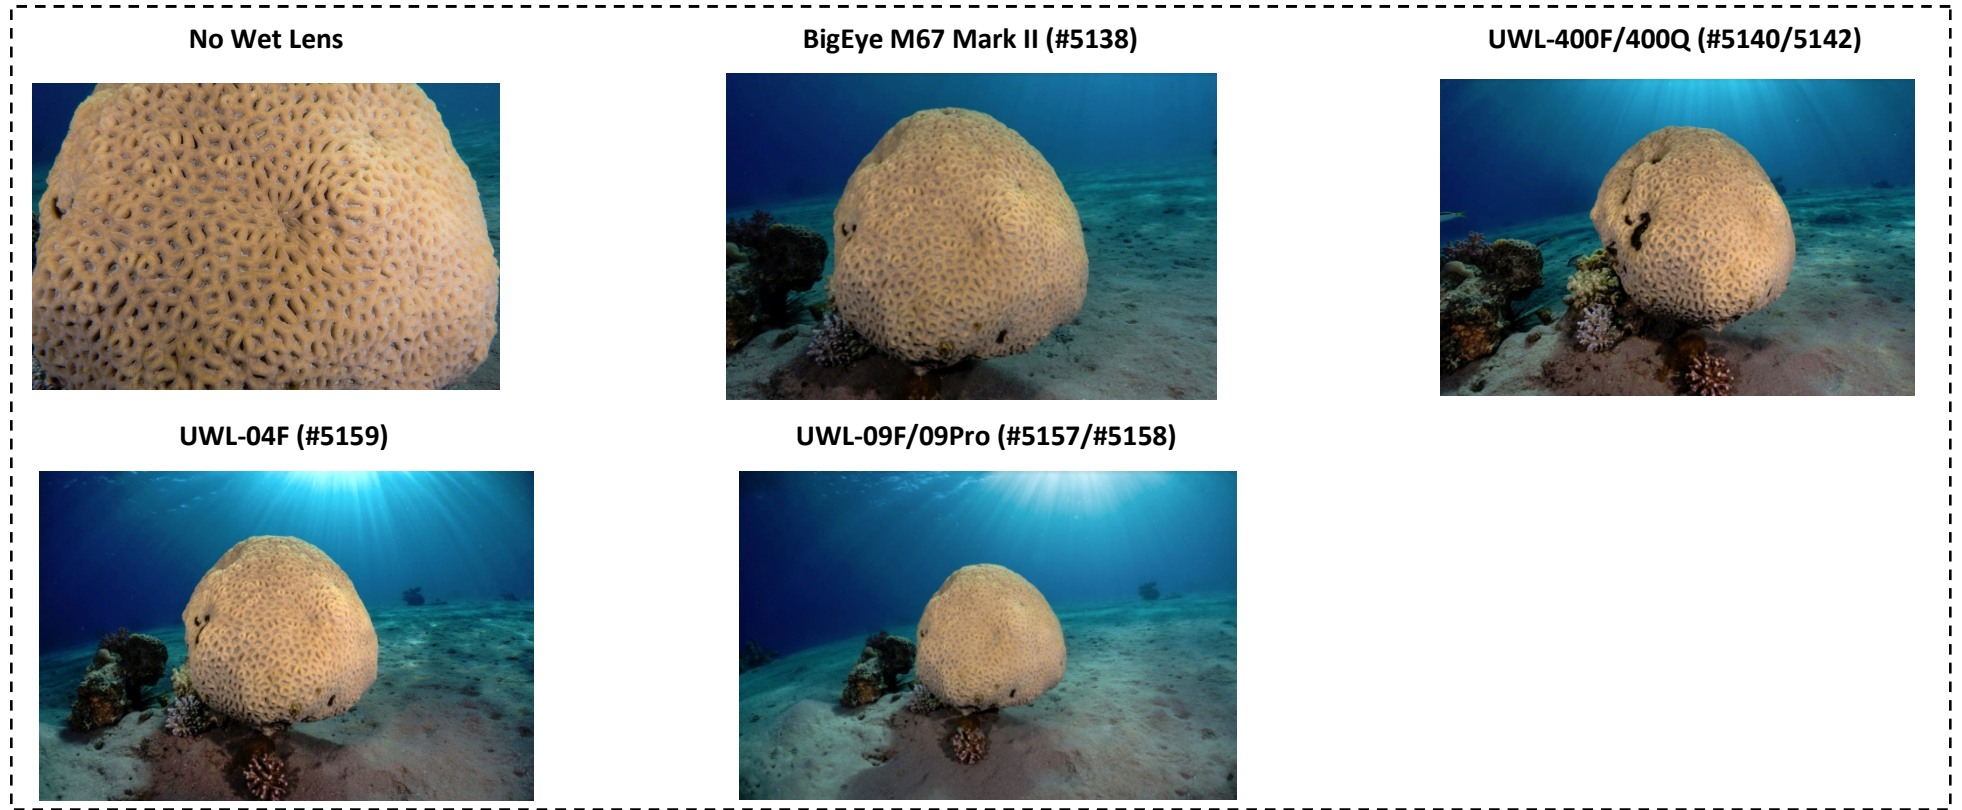 No Wet Lens
BigEye M67 Mark II (#5138)
UWL-400F/400Q (#5140/5142)
UWL-04F (#5159)
UWL-09F/09Pro (#5157/#5158)